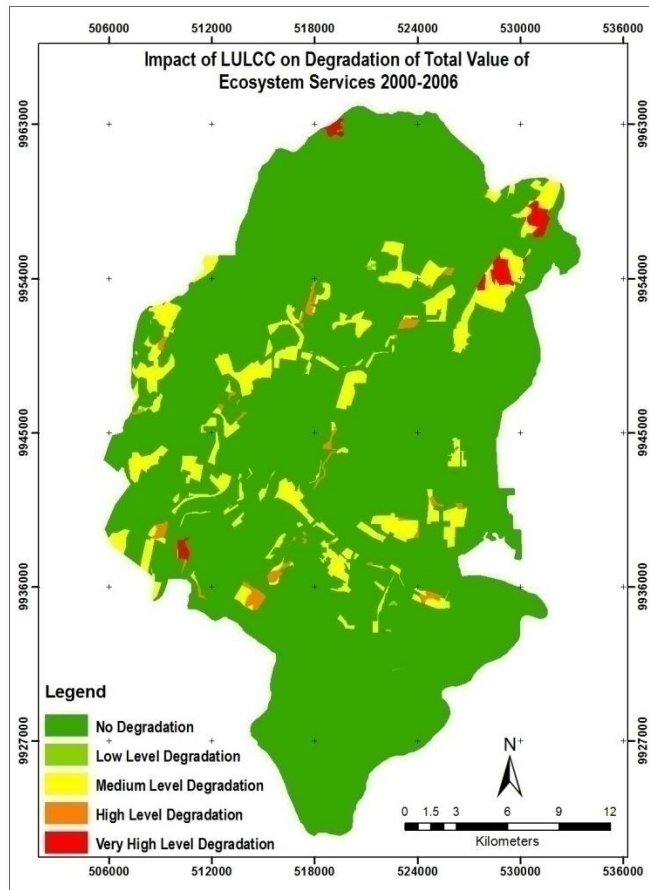 506000 512000 518000 524000 530000 536000
Impact of LULCC on Degradation of Total Value of
Ecosystem Services 2000-2006
9963000 9963000
9954000 9954000
9945000 9945000
9936000 9936000
9927000 9927000
Legend
No Degradation
Low Level Degradation
Medium Level Degradation
High Level Degradation
Very High Level Degradation
N
0 1.5 3 6 9 12
Kilometers
506000 512000 518000 524000 530000 536000